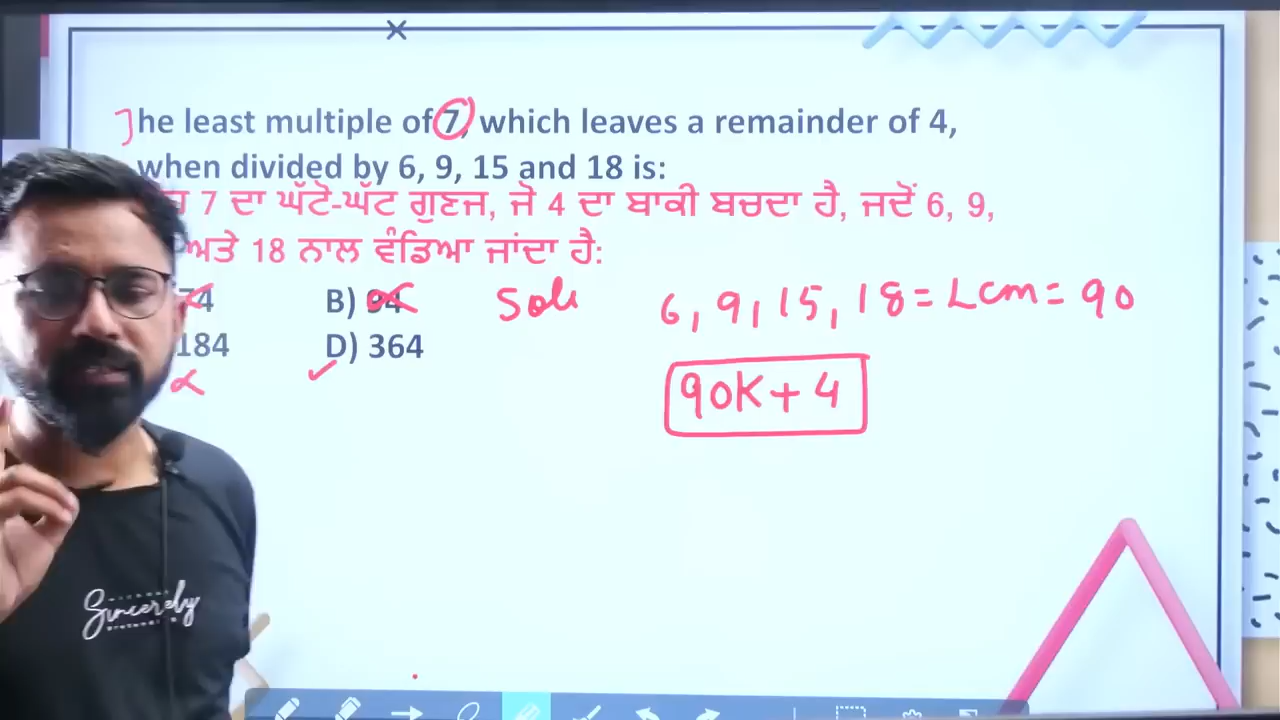 The least multiple of 7, which leaves a remainder of 4,
when divided by 6, 9, 15 and 18 is:
7 ਦਾ ਘੱਟੋ-ਘੱਟ ਗੁਣਜ, ਜੋ 4 ਦਾ ਬਾਕੀ ਬਚਦਾ ਹੈ, ਜਦੋਂ 6, 9,
ਅਤੇ 18 ਨਾਲ ਵੰਡਿਆ ਜਾਂਦਾ ਹੈ:
74 B) 94
184 D) 364
6, 9, 15, 18 = Lcm = 90
90K + 4
Sincerely